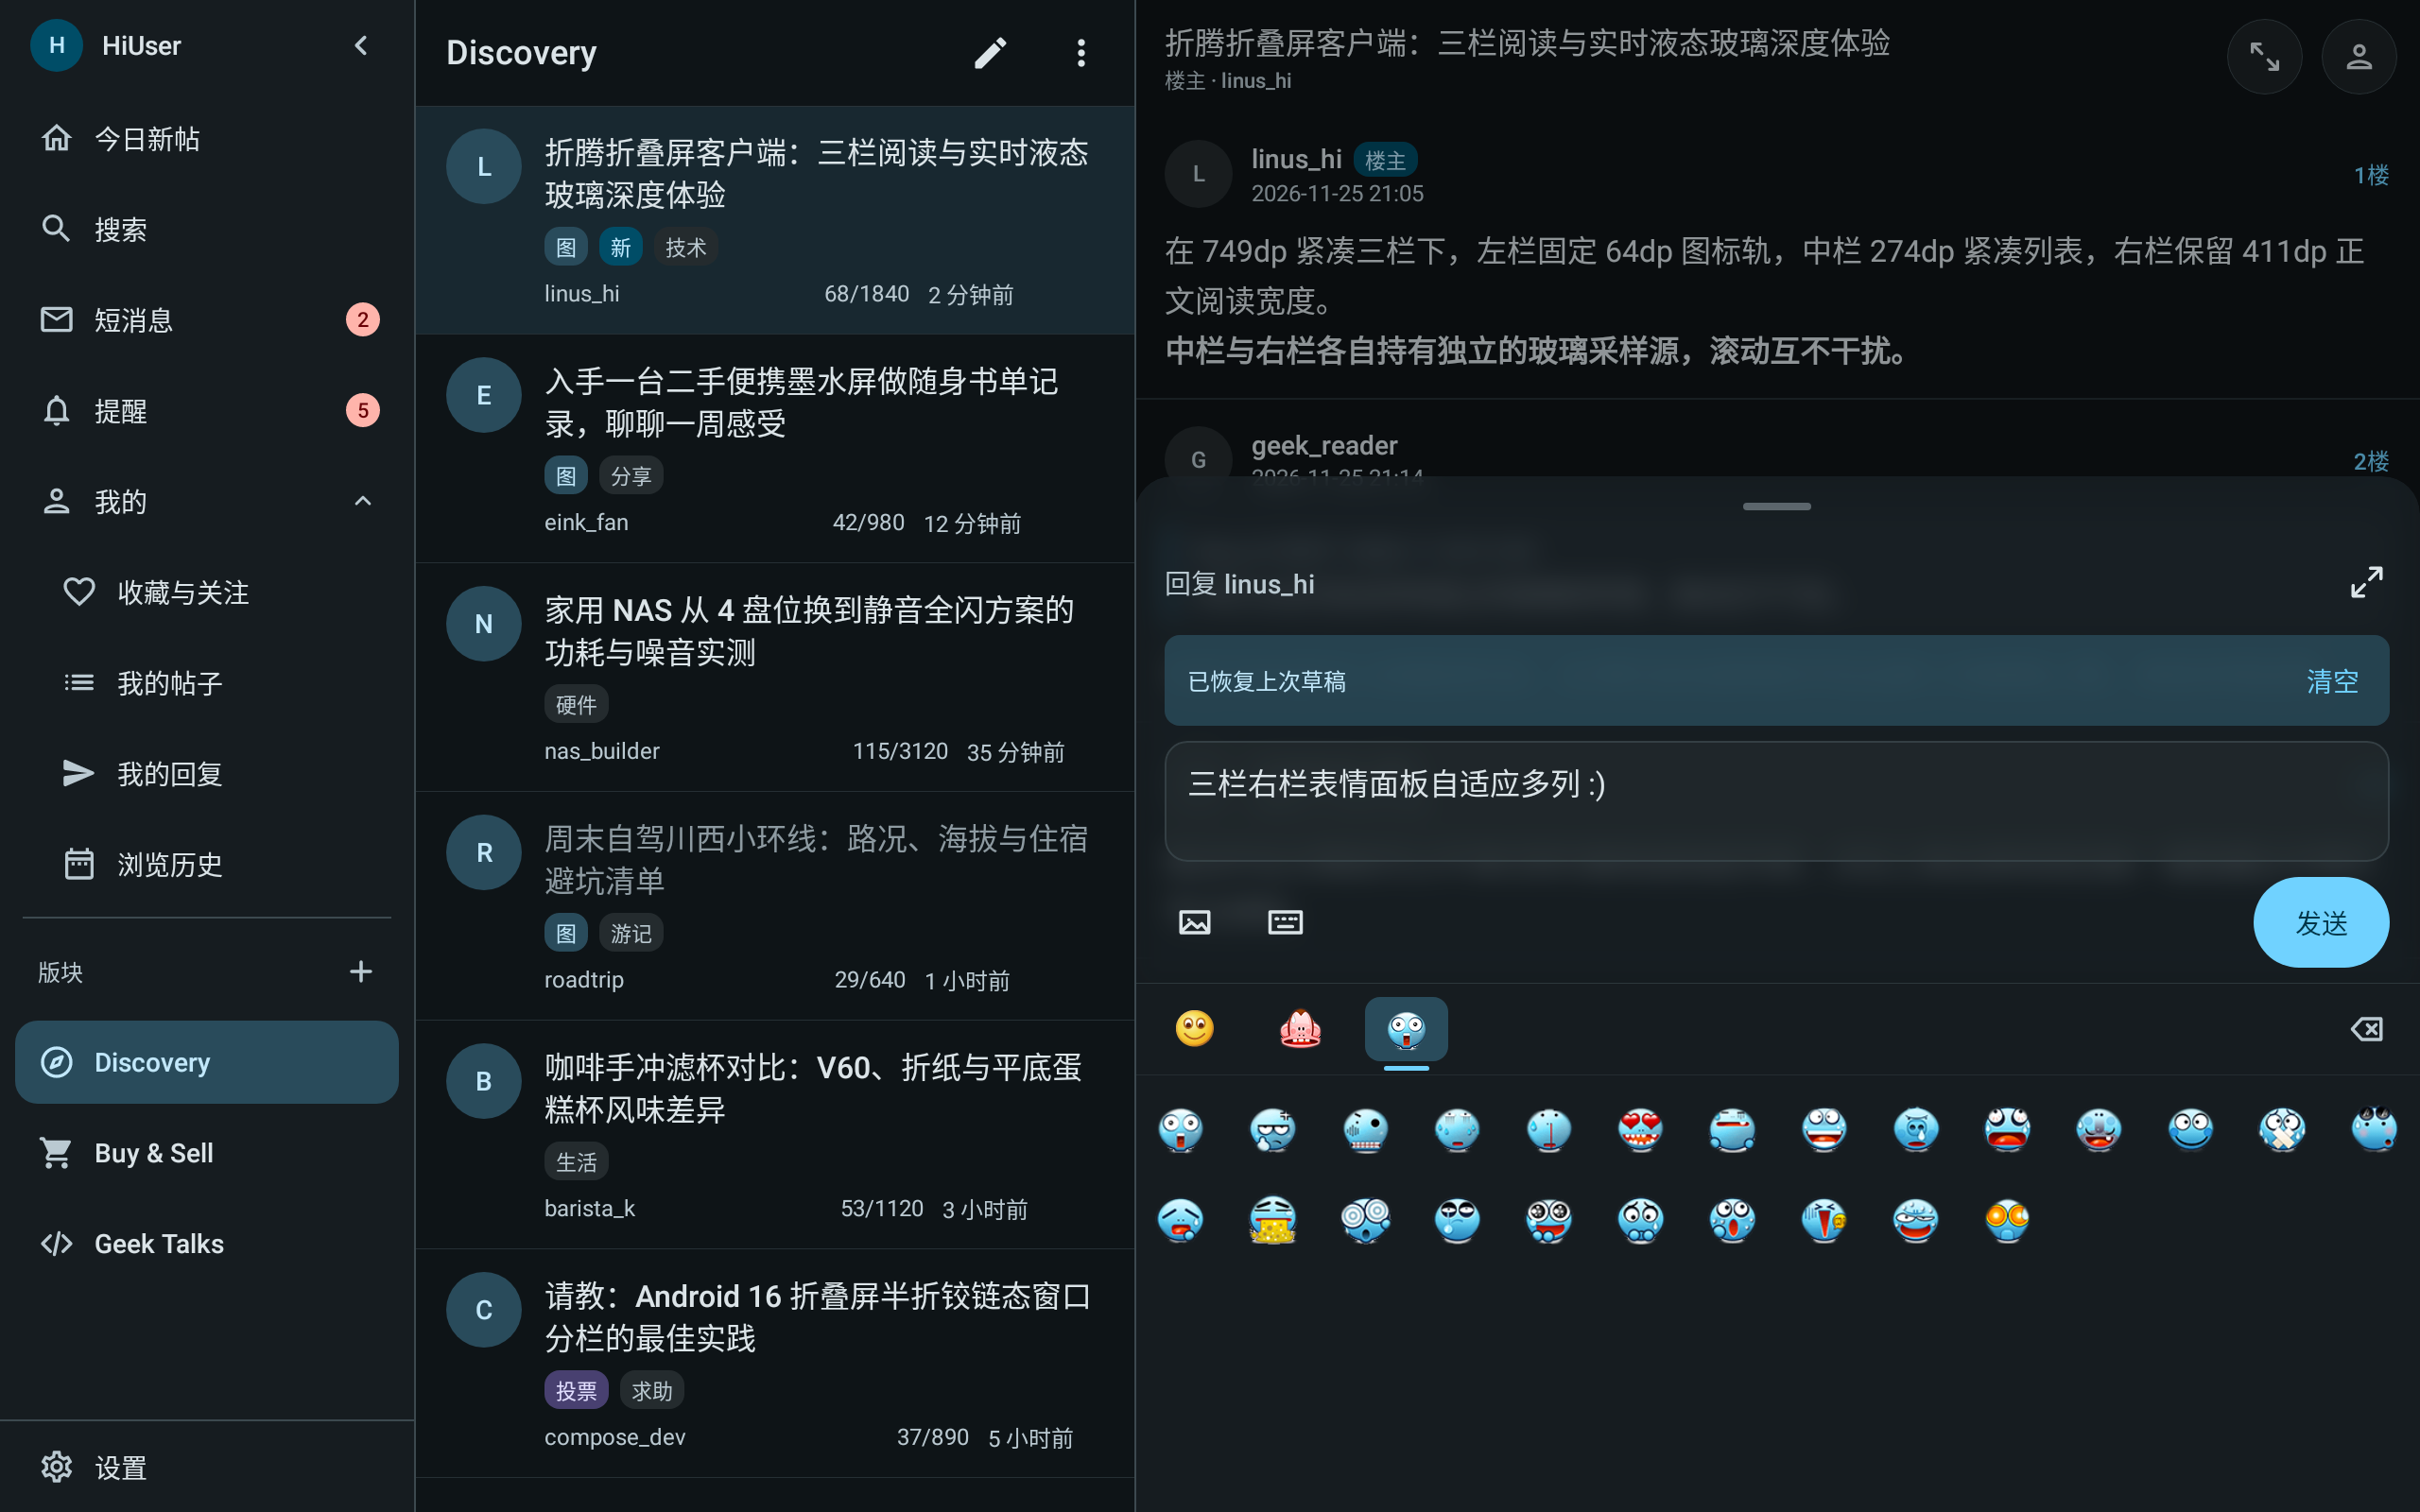 H HiUser
今日新帖
搜索
短消息 2
提醒 5
我的
收藏与关注
我的帖子
我的回复
浏览历史
版块
Discovery
Buy & Sell
Geek Talks
设置
Discovery
L
折腾折叠屏客户端：三栏阅读与实时液态
玻璃深度体验
图 新 技术
linus_hi 68/1840 2 分钟前
E
入手一台二手便携墨水屏做随身书单记
录，聊聊一周感受
图 分享
eink_fan 42/980 12 分钟前
N
家用 NAS 从 4 盘位换到静音全闪方案的
功耗与噪音实测
硬件
nas_builder 115/3120 35 分钟前
R
周末自驾川西小环线：路况、海拔与住宿
避坑清单
图 游记
roadtrip 29/640 1 小时前
B
咖啡手冲滤杯对比：V60、折纸与平底蛋
糕杯风味差异
生活
barista_k 53/1120 3 小时前
C
请教：Android 16 折叠屏半折铰链态窗口
分栏的最佳实践
投票 求助
compose_dev 37/890 5 小时前
折腾折叠屏客户端：三栏阅读与实时液态玻璃深度体验
楼主 · linus_hi
L
linus_hi 楼主
2026-11-25 21:05
1楼
在 749dp 紧凑三栏下，左栏固定 64dp 图标轨，中栏 274dp 紧凑列表，右栏保留 411dp 正
文阅读宽度。
中栏与右栏各自持有独立的玻璃采样源，滚动互不干扰。
G
geek_reader
2026-11-25 21:14
2楼
回复 linus_hi
已恢复上次草稿 清空
三栏右栏表情面板自适应多列 :)
发送